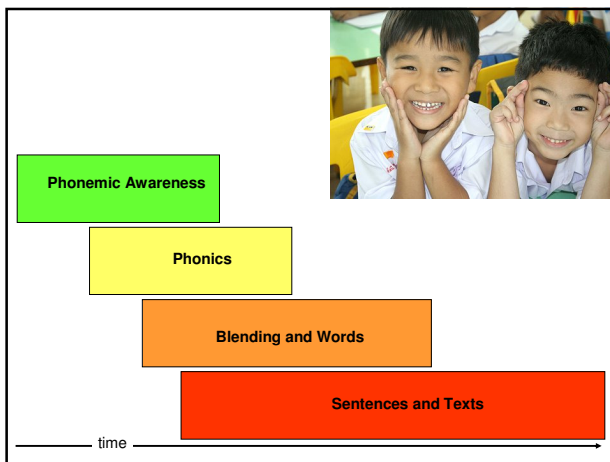 Phonemic Awareness
Phonics
Blending and Words
Sentences and Texts
time